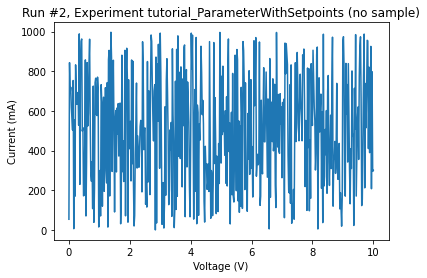 Run #2, Experiment tutorial_ParameterWithSetpoints (no sample)
Current (mA)
1000
800
600
400
200
0
0 2 4 6 8 10
Voltage (V)